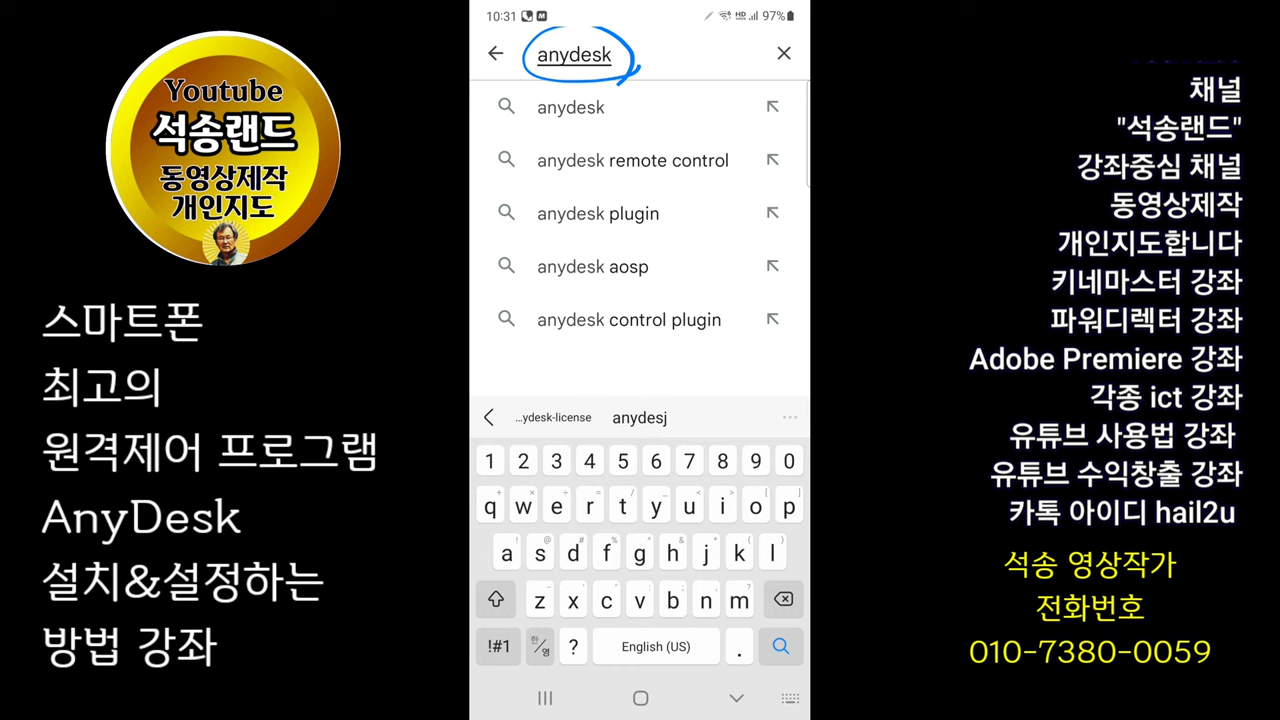 Youtube
석송랜드
동영상제작
개인지도
스마트폰
최고의
원격제어 프로그램
AnyDesk
설치&설정하는
방법 강좌
10:31 M HD 97%
anydesk
anydesk
anydesk remote control
anydesk plugin
anydesk aosp
anydesk control plugin
...ydesk-license anydesj
1 2 3 4 5 6 7 8 9 0
q w e r t y u i o p
a s d f g h j k l
z x c v b n m
!#1 한/영 ? English (US) .
채널
"석송랜드"
강좌중심 채널
동영상제작
개인지도합니다
키네마스터 강좌
파워디렉터 강좌
Adobe Premiere 강좌
각종 ict 강좌
유튜브 사용법 강좌
유튜브 수익창출 강좌
카톡 아이디 hail2u
석송 영상작가
전화번호
010-7380-0059